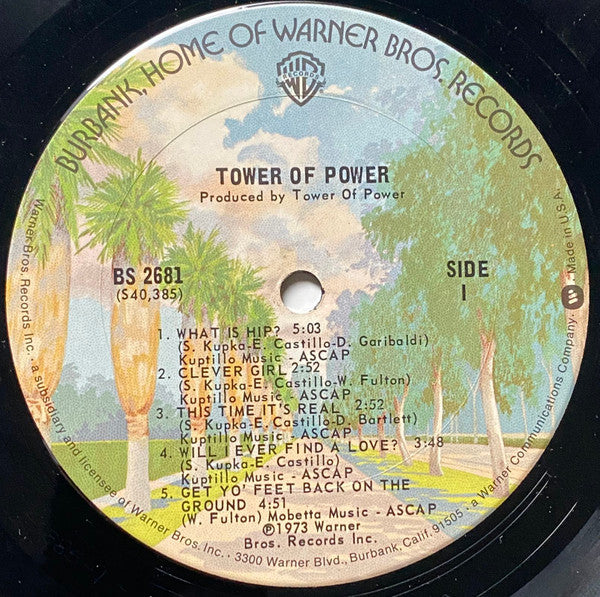 BURBANK, HOME OF WARNER BROS. RECORDS
WB
RECORDS
TOWER OF POWER
Produced by Tower Of Power
BS 2681
(S40,385)
SIDE
1
1. WHAT IS HIP? 5:03
(S. Kupka-E. Castillo-D. Garibaldi)
Kuptillo Music - ASCAP
2. CLEVER GIRL 2:52
(S. Kupka-E. Castillo-W. Fulton)
Kuptillo Music - ASCAP
3. THIS TIME IT'S REAL 2:52
(S. Kupka-E. Castillo-D. Bartlett)
Kuptillo Music - ASCAP
4. WILL I EVER FIND A LOVE? 3:48
(S. Kupka-E. Castillo)
Kuptillo Music - ASCAP
5. GET YO' FEET BACK ON THE
GROUND 4:51
(W. Fulton) Mobetta Music - ASCAP
℗1973 Warner
Bros. Records Inc.
Warner Bros. Records Inc. · a subsidiary and licensee of Warner Bros. Inc. · 3300 Warner Blvd., Burbank, Calif. 91505 · a Warner Communications Company. · Made in U.S.A.